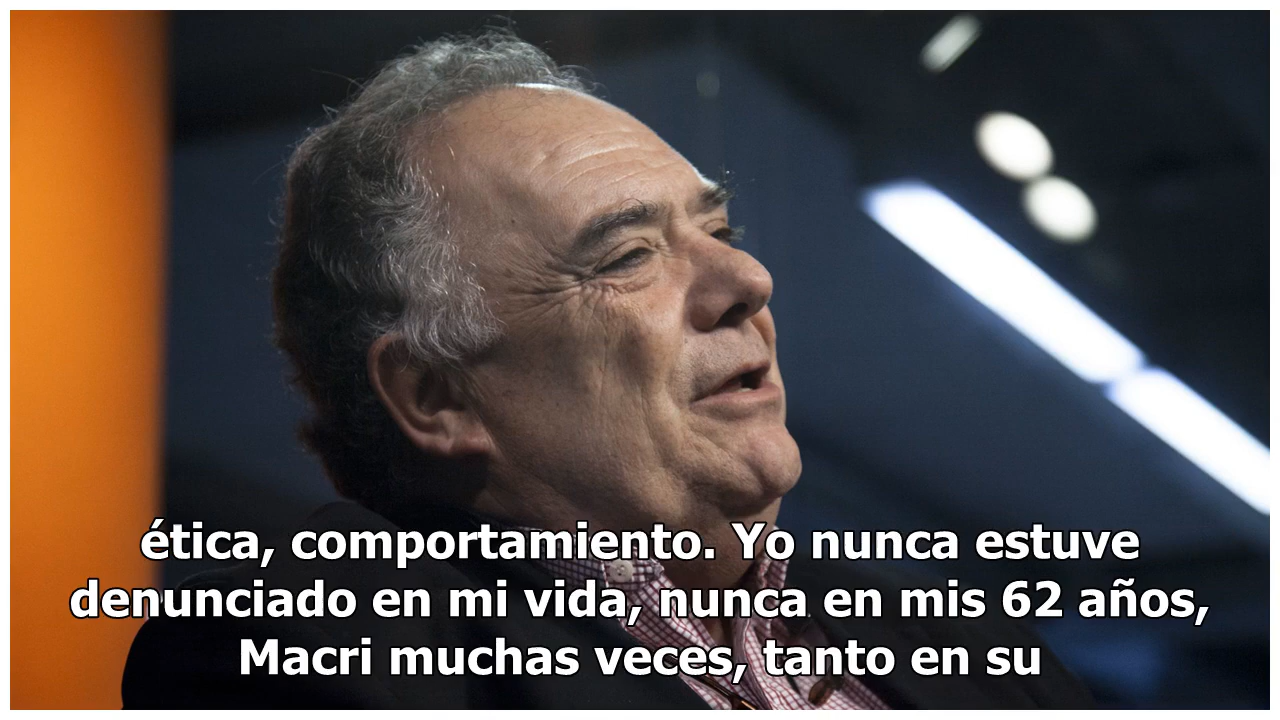 ética, comportamiento. Yo nunca estuve
denunciado en mi vida, nunca en mis 62 años,
Macri muchas veces, tanto en su